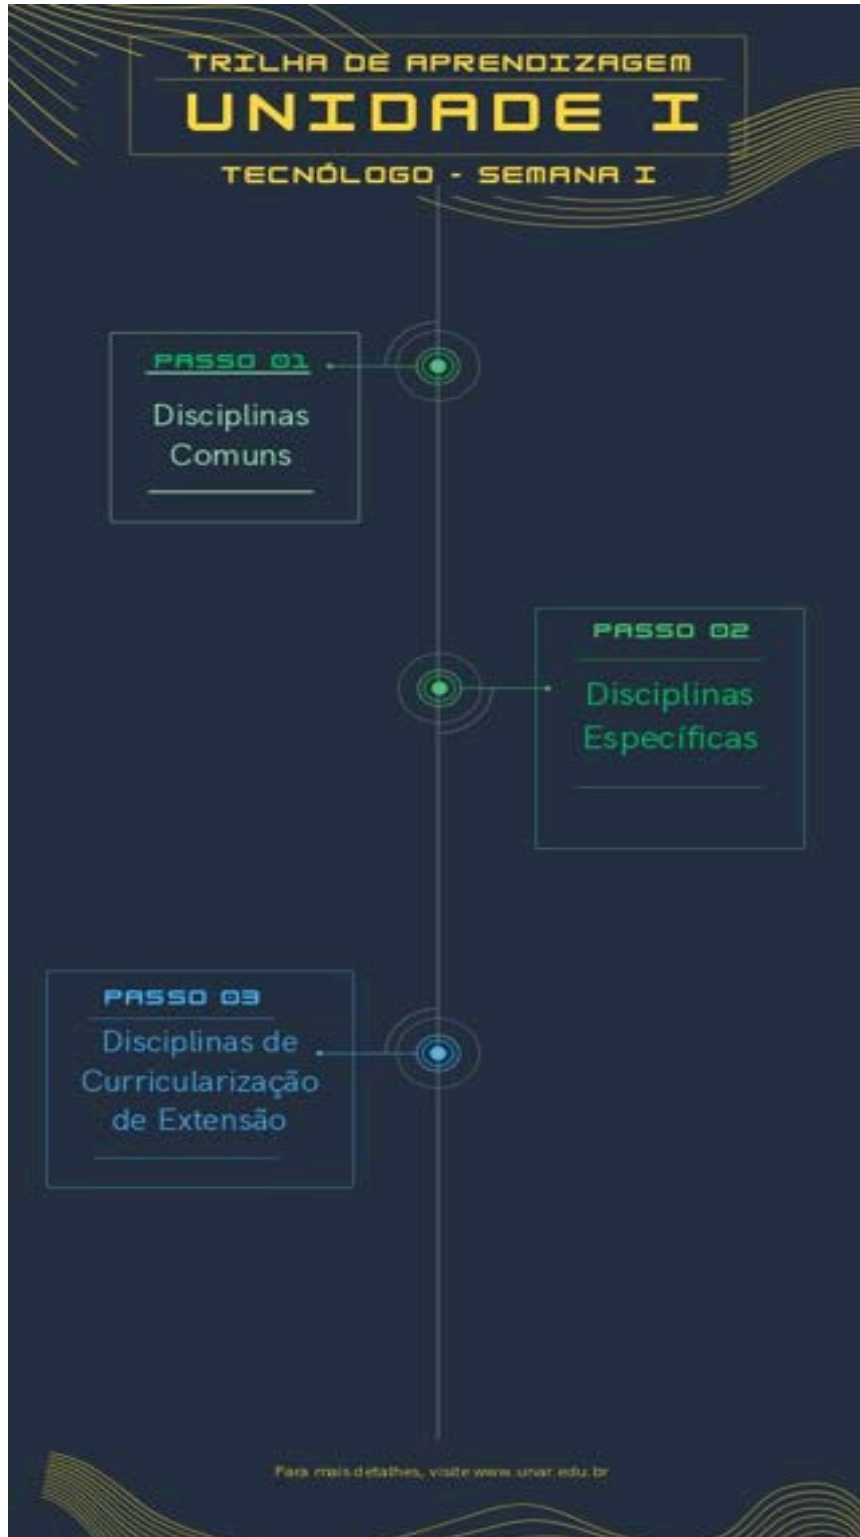 TRILHA DE APRENDIZAGEM
UNIDADE I
TECNÓLOGO - SEMANA I
PASSO 01
Disciplinas
Comuns
PASSO 02
Disciplinas
Específicas
PASSO 03
Disciplinas de
Curricularização
de Extensão
Para mais detalhes, visite www.unar.edu.br